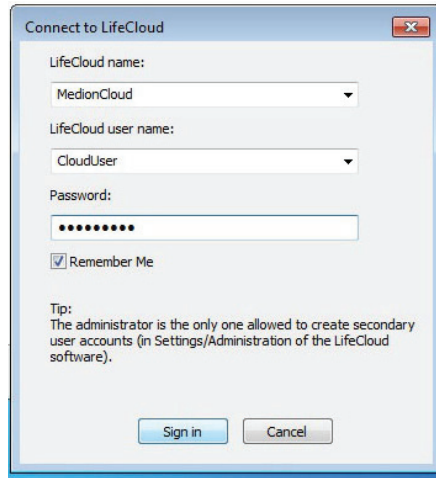 Connect to LifeCloud
LifeCloud name:
MedionCloud
LifeCloud user name:
CloudUser
Password:
•••••••••
Remember Me
Tip:
The administrator is the only one allowed to create secondary
user accounts (in Settings/Administration of the LifeCloud
software).
Sign in
Cancel